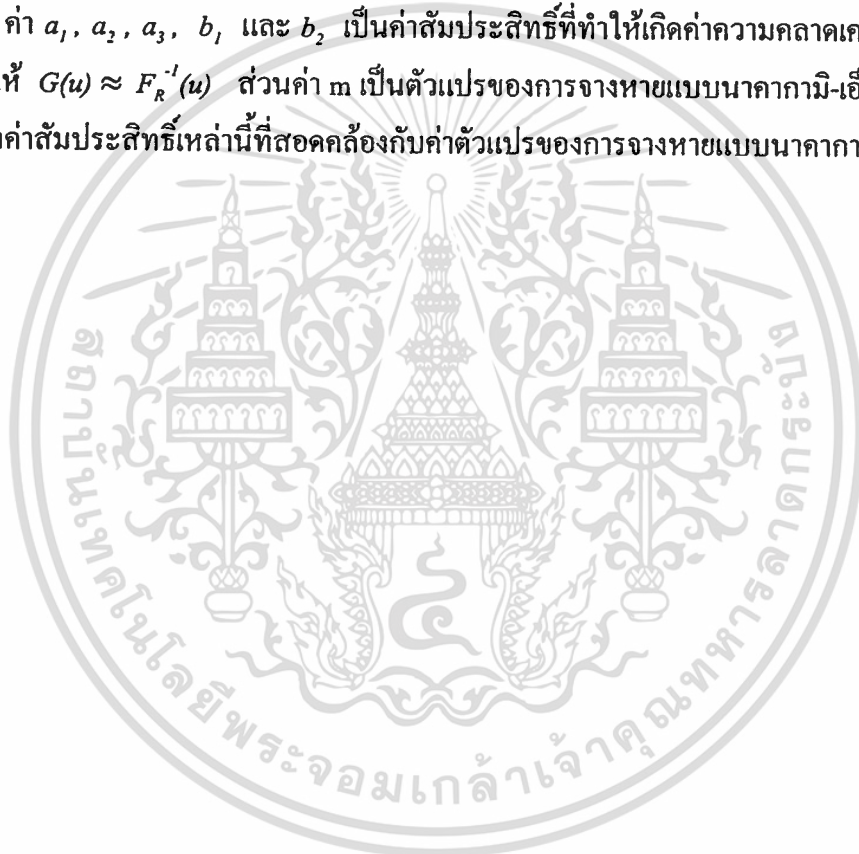 ค่า a₁, a₂, a₃, b₁ และ b₂ เป็นค่าสัมประสิทธิ์ที่ทำให้เกิดค่าความคลาดเค
ห้ G(u) ≈ F_R⁻¹(u) ส่วนค่า m เป็นตัวแปรของการจางหายแบบนาคากามิ-เอ็
ค่าสัมประสิทธิ์เหล่านี้ที่สอดคล้องกับค่าตัวแปรของการจางหายแบบนาคากา
สถาบันเทคโนโลยีพระจอมเกล้าเจ้าคุณทหารลาดกระบัง